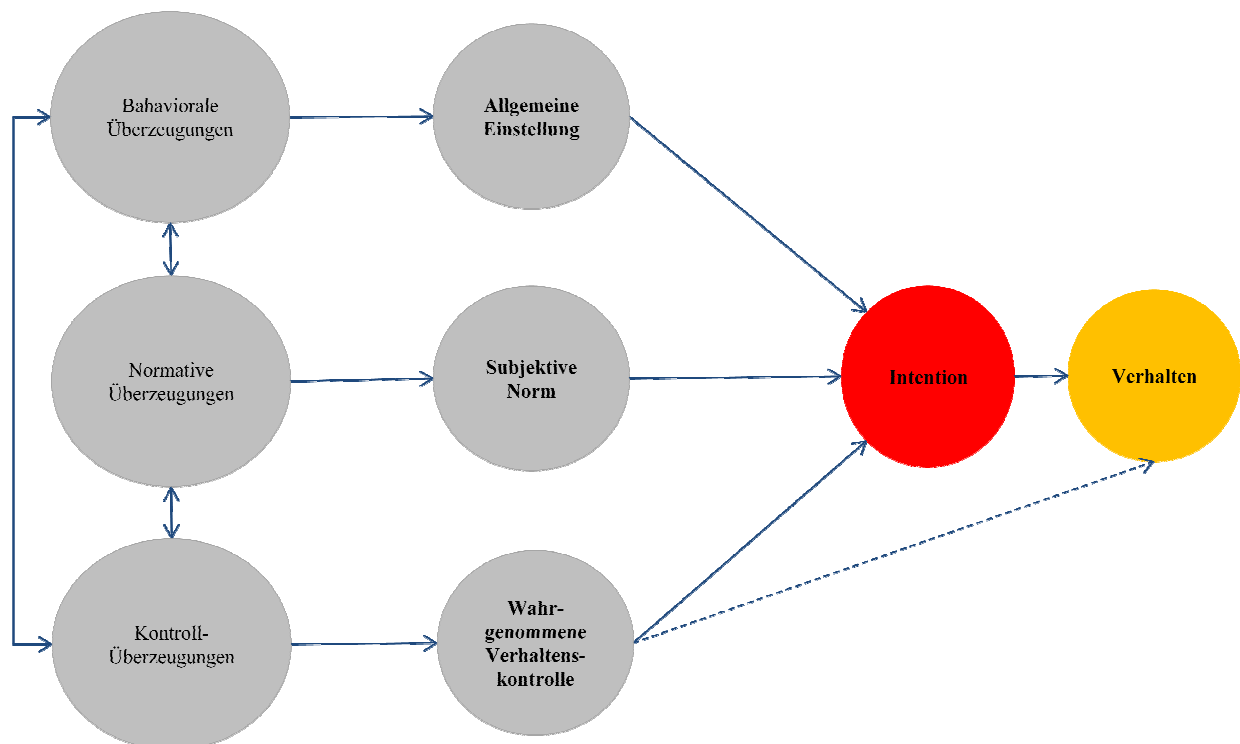 Bahaviorale
Überzeugungen
Allgemeine
Einstellung
Normative
Überzeugungen
Subjektive
Norm
Intention
Verhalten
Kontroll-
Überzeugungen
Wahr-
genommene
Verhaltens-
kontrolle